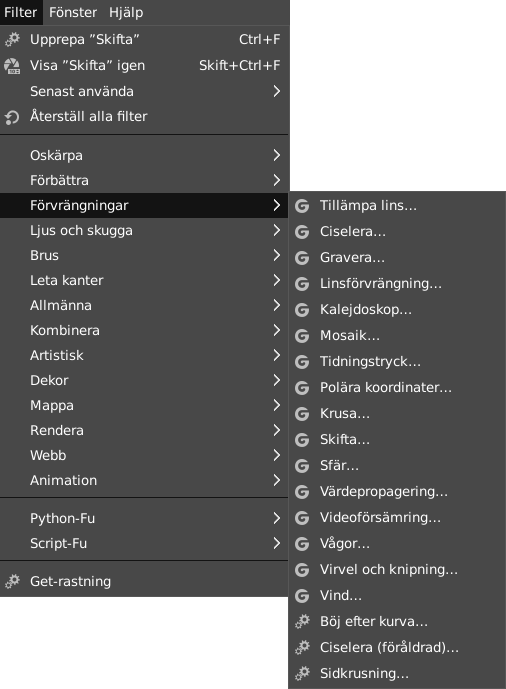 Filter Fönster Hjälp
Upprepa ”Skifta” Ctrl+F
Visa ”Skifta” igen Skift+Ctrl+F
Senast använda
Återställ alla filter
Oskärpa
Förbättra
Förvrängningar
Ljus och skugga
Brus
Leta kanter
Allmänna
Kombinera
Artistisk
Dekor
Mappa
Rendera
Webb
Animation
Python-Fu
Script-Fu
Get-rastning
Tillämpa lins…
Ciselera…
Gravera…
Linsförvrängning…
Kalejdoskop…
Mosaik…
Tidningstryck…
Polära koordinater…
Krusa…
Skifta…
Sfär…
Värdepropagering…
Videoförsämring…
Vågor…
Virvel och knipning…
Vind…
Böj efter kurva…
Ciselera (föråldrad)…
Sidkrusning…